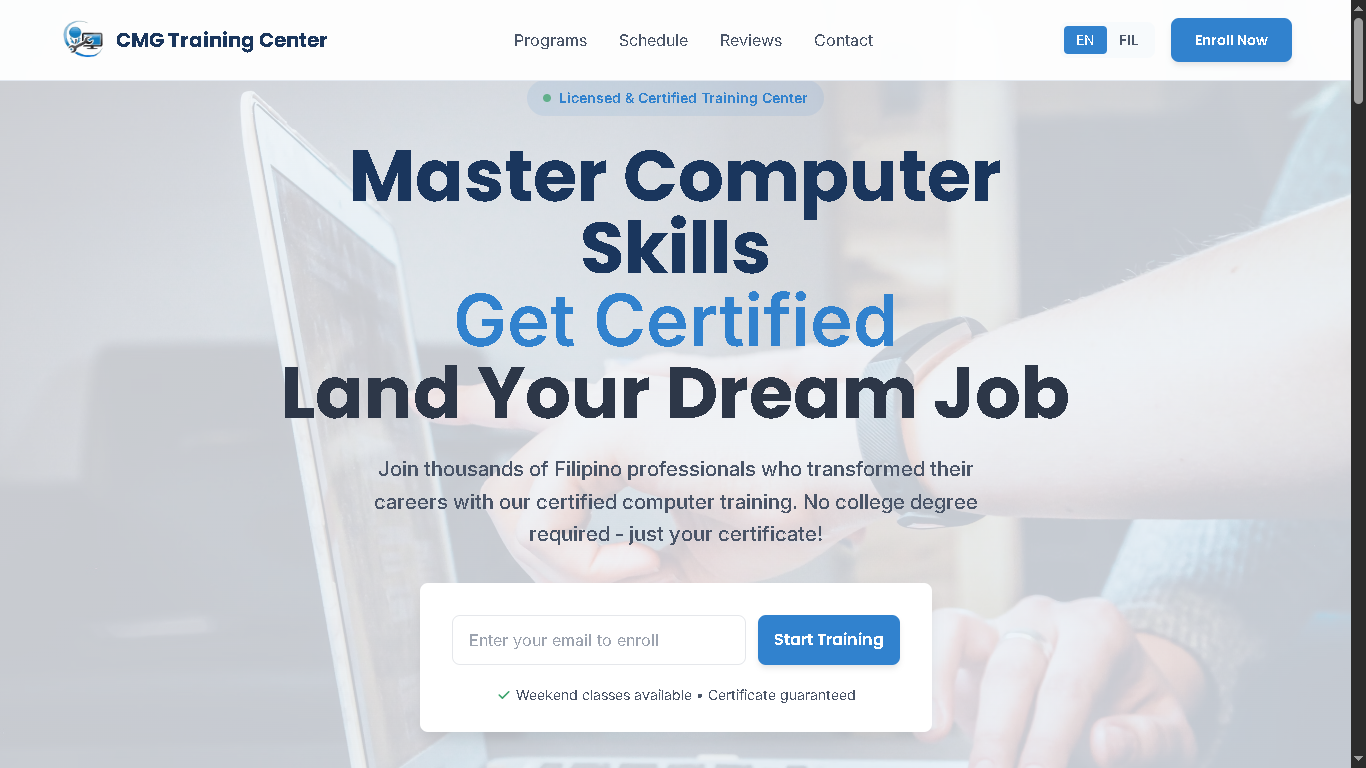 CMG Training Center
Programs
Schedule
Reviews
Contact
EN
FIL
Enroll Now
Licensed & Certified Training Center
Master Computer
Skills
Get Certified
Land Your Dream Job
Join thousands of Filipino professionals who transformed their
careers with our certified computer training. No college degree
required - just your certificate!
Enter your email to enroll
Start Training
Weekend classes available • Certificate guaranteed